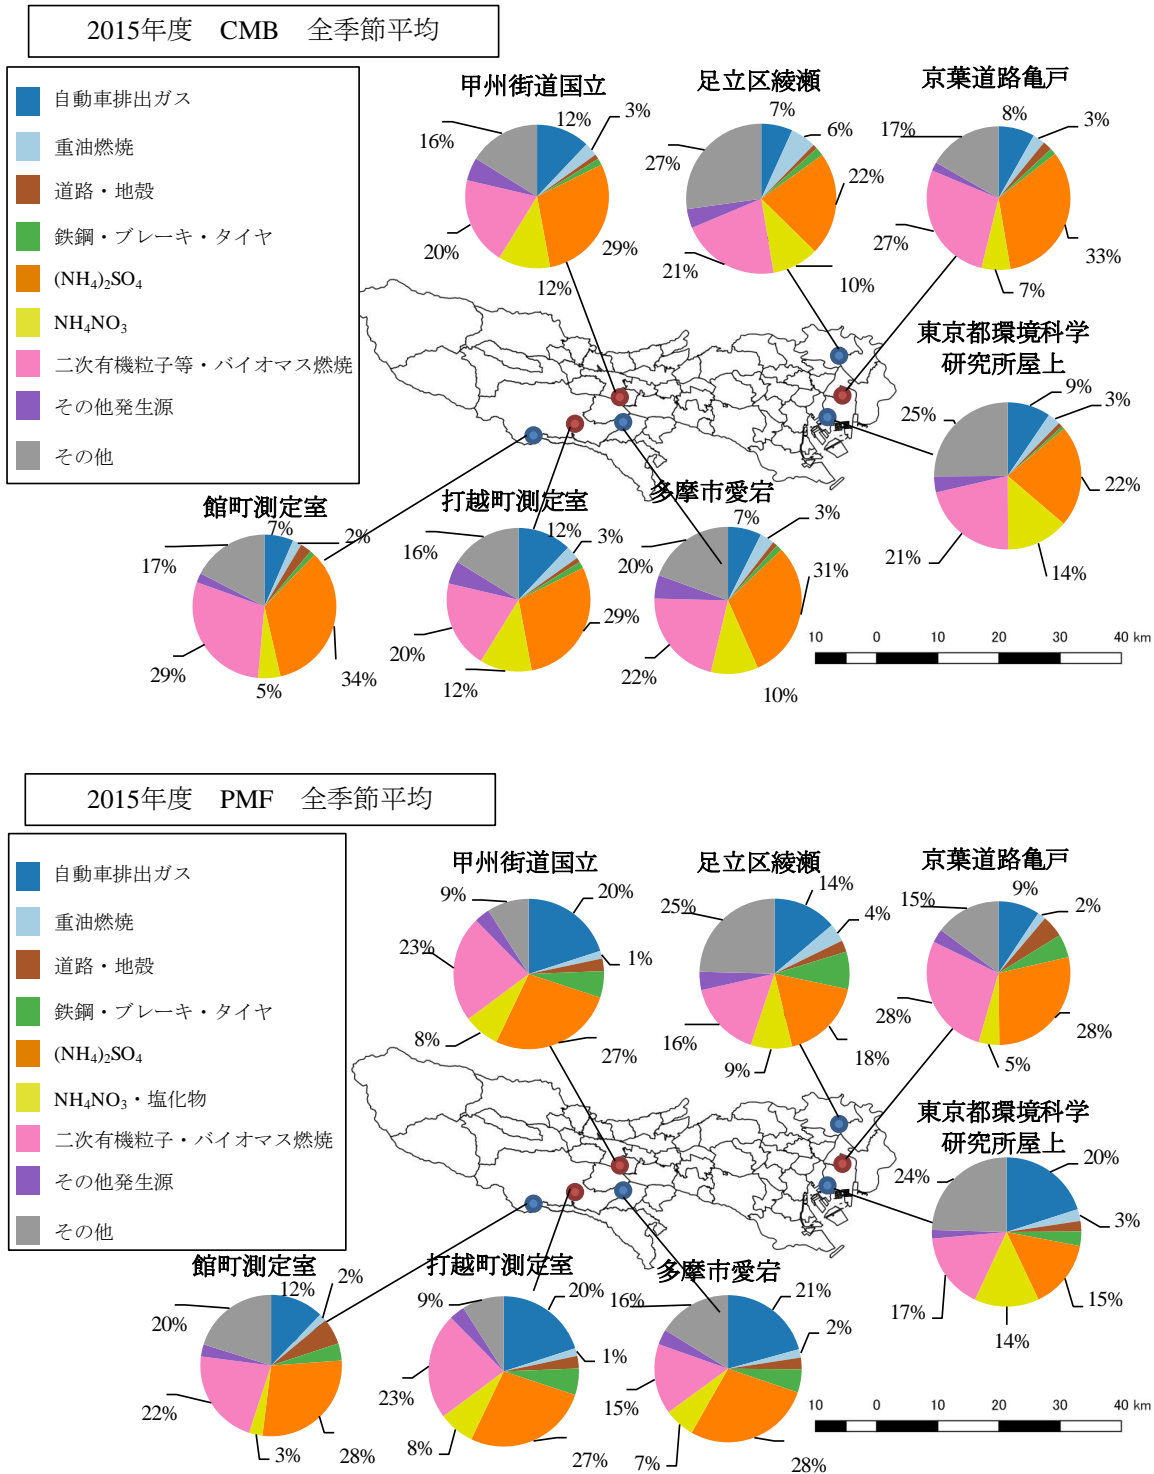 2015年度　CMB　全季節平均
自動車排出ガス
重油燃焼
道路・地殻
鉄鋼・ブレーキ・タイヤ
(NH₄)₂SO₄
NH₄NO₃
二次有機粒子等・バイオマス燃焼
その他発生源
その他
甲州街道国立
12%
3%
16%
20%
29%
12%
足立区綾瀬
7%
6%
27%
22%
21%
10%
京葉道路亀戸
8%
3%
17%
27%
33%
7%
東京都環境科学
研究所屋上
9%
3%
25%
22%
21%
14%
館町測定室
7%
2%
17%
29%
34%
5%
打越町測定室
12%
3%
16%
29%
20%
12%
多摩市愛宕
7%
3%
20%
31%
22%
10%
10 0 10 20 30 40 km
2015年度　PMF　全季節平均
自動車排出ガス
重油燃焼
道路・地殻
鉄鋼・ブレーキ・タイヤ
(NH₄)₂SO₄
NH₄NO₃・塩化物
二次有機粒子・バイオマス燃焼
その他発生源
その他
甲州街道国立
9%
20%
23%
1%
8%
27%
足立区綾瀬
14%
25%
4%
16%
18%
9%
京葉道路亀戸
9%
15%
2%
28%
28%
5%
東京都環境科学
研究所屋上
20%
24%
3%
17%
15%
14%
館町測定室
12%
2%
20%
22%
28%
3%
打越町測定室
9%
20%
1%
23%
8%
27%
多摩市愛宕
16%
21%
2%
15%
7%
28%
10 0 10 20 30 40 km